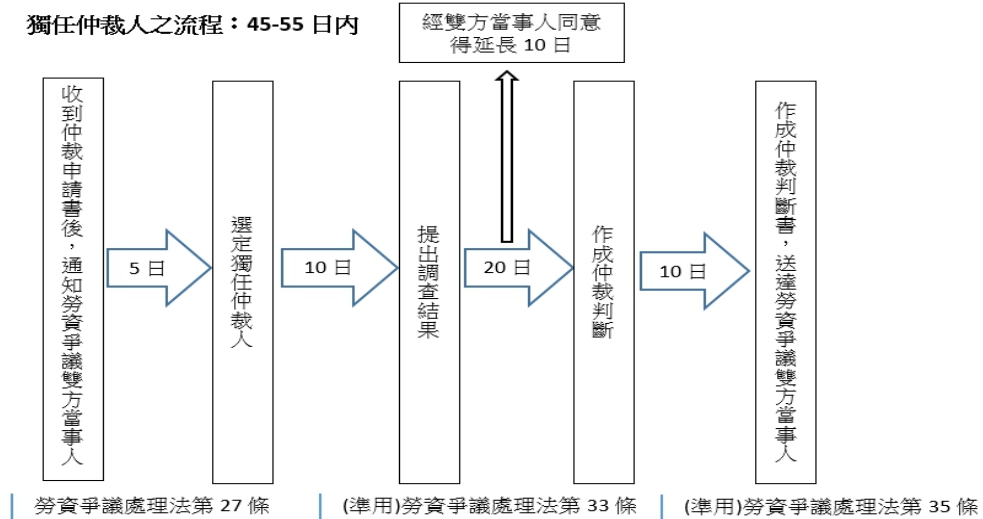 獨任仲裁人之流程：45-55 日內
經雙方當事人同意
得延長 10 日
收到仲裁申請書後，通知勞資爭議雙方當事人
5 日
選定獨任仲裁人
10 日
提出調查結果
20 日
作成仲裁判斷
10 日
作成仲裁判斷書，送達勞資爭議雙方當事人
勞資爭議處理法第 27 條
(準用)勞資爭議處理法第 33 條
(準用)勞資爭議處理法第 35 條